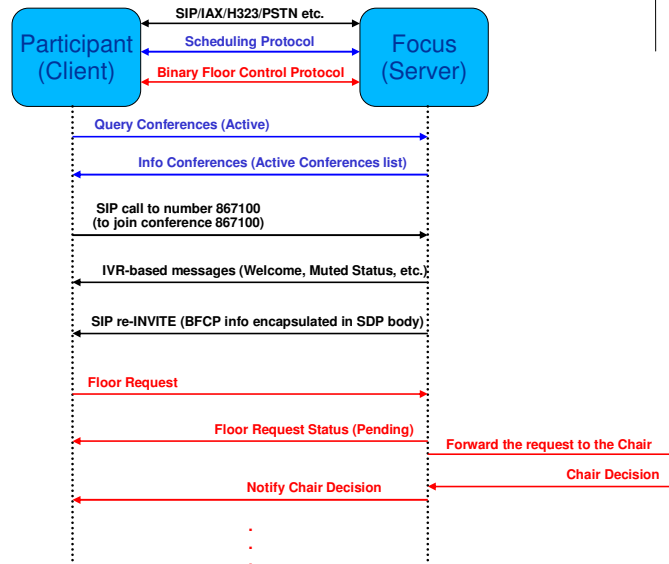 SIP/IAX/H323/PSTN etc.
Participant
(Client)
Scheduling Protocol
Focus
(Server)
Binary Floor Control Protocol
Query Conferences (Active)
Info Conferences (Active Conferences list)
SIP call to number 867100
(to join conference 867100)
IVR-based messages (Welcome, Muted Status, etc.)
SIP re-INVITE (BFCP info encapsulated in SDP body)
Floor Request
Floor Request Status (Pending)
Forward the request to the Chair
Chair Decision
Notify Chair Decision
.
.
.